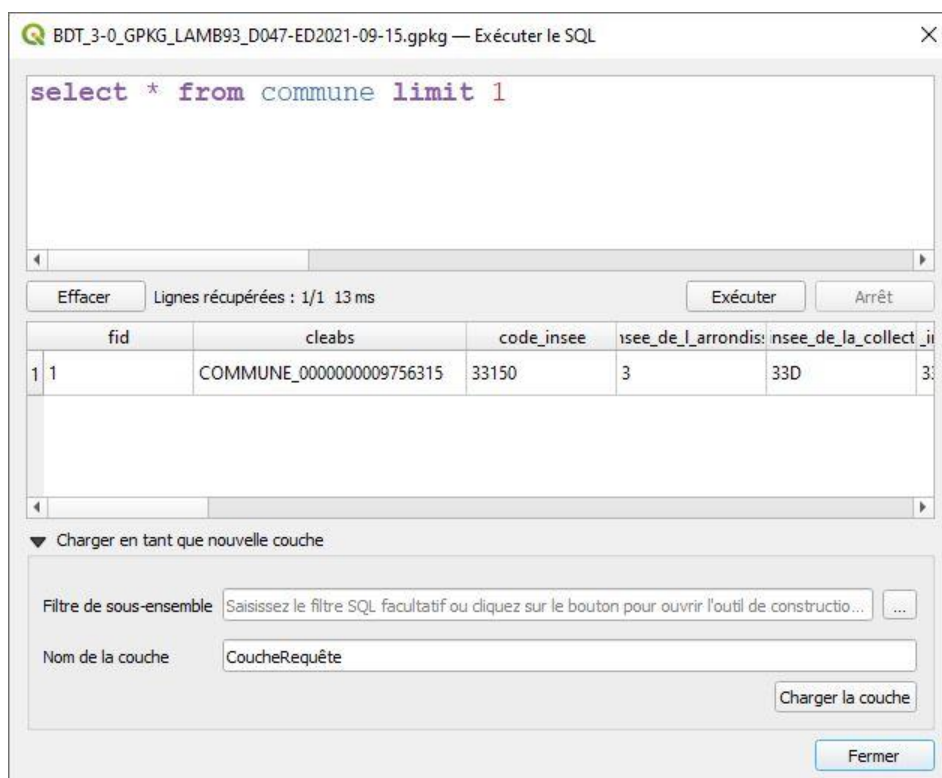 BDT_3-0_GPKG_LAMB93_D047-ED2021-09-15.gpkg — Exécuter le SQL
select * from commune limit 1
Effacer Lignes récupérées : 1/1 13 ms Exécuter Arrêt
fid cleabs code_insee nsee_de_l_arrondis: insee_de_la_collect
1 1 COMMUNE_0000000009756315 33150 3 33D
Charger en tant que nouvelle couche
Filtre de sous-ensemble Saisissez le filtre SQL facultatif ou cliquez sur le bouton pour ouvrir l'outil de constructio... ...
Nom de la couche CoucheRequête
Charger la couche
Fermer